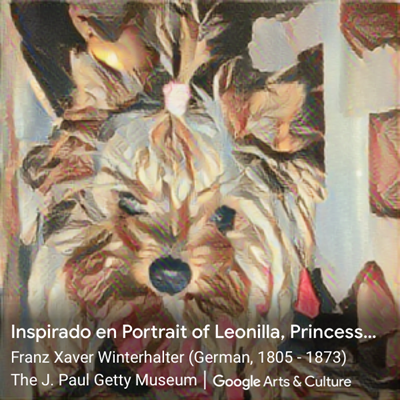 Inspirado en Portrait of Leonilla, Princess...
Franz Xaver Winterhalter (German, 1805 - 1873)
The J. Paul Getty Museum | Google Arts & Culture